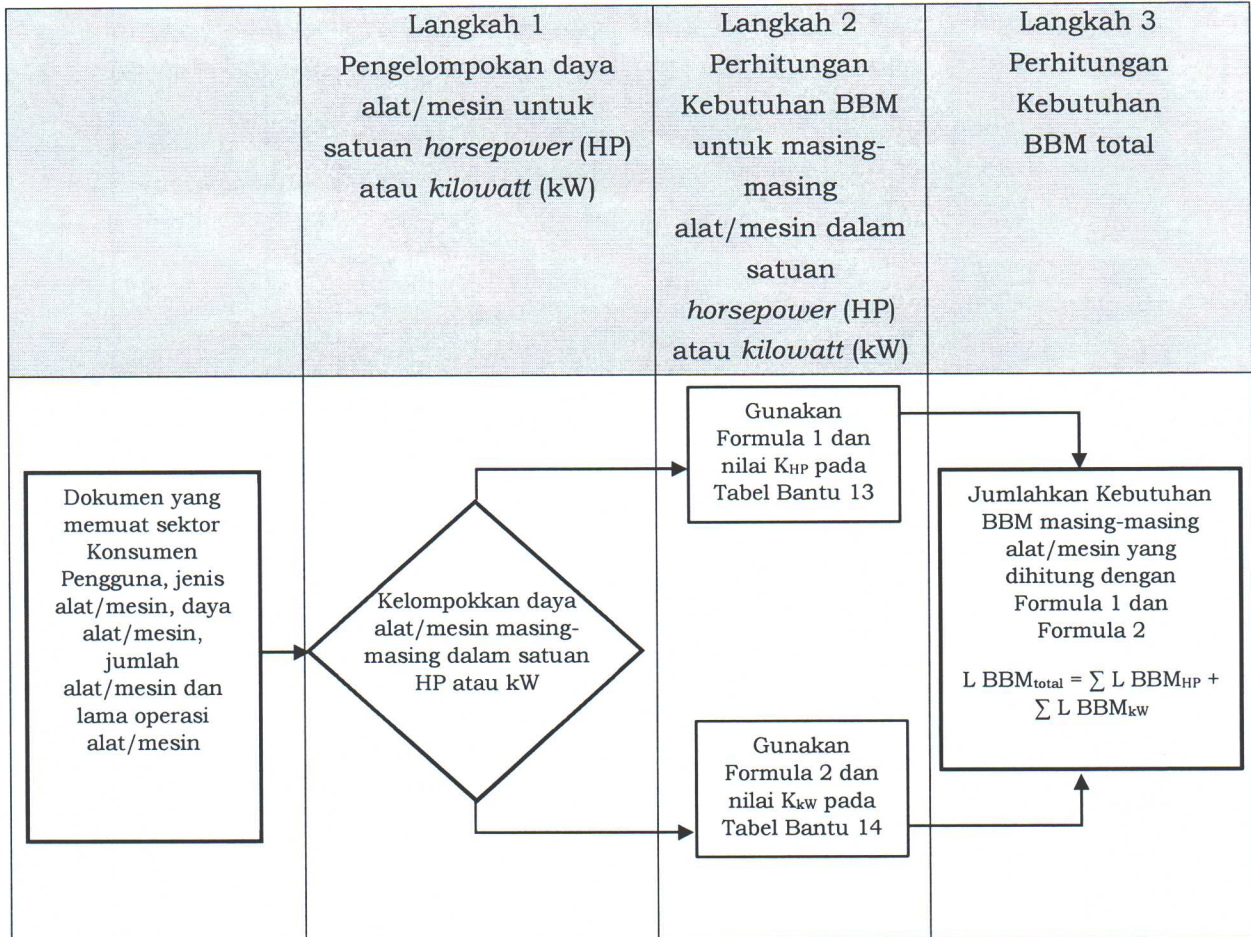 Langkah 1
Pengelompokan daya
alat/mesin untuk
satuan horsepower (HP)
atau kilowatt (kW)
Langkah 2
Perhitungan
Kebutuhan BBM
untuk masing-
masing
alat/mesin dalam
satuan
horsepower (HP)
atau kilowatt (kW)
Langkah 3
Perhitungan
Kebutuhan
BBM total
Dokumen yang
memuat sektor
Konsumen
Pengguna, jenis
alat/mesin, daya
alat/mesin,
jumlah
alat/mesin dan
lama operasi
alat/mesin
Kelompokkan daya
alat/mesin masing-
masing dalam satuan
HP atau kW
Gunakan
Formula 1 dan
nilai KHP pada
Tabel Bantu 13
Gunakan
Formula 2 dan
nilai KkW pada
Tabel Bantu 14
Jumlahkan Kebutuhan
BBM masing-masing
alat/mesin yang
dihitung dengan
Formula 1 dan
Formula 2
L BBMtotal = ∑ L BBMHP +
∑ L BBMkW